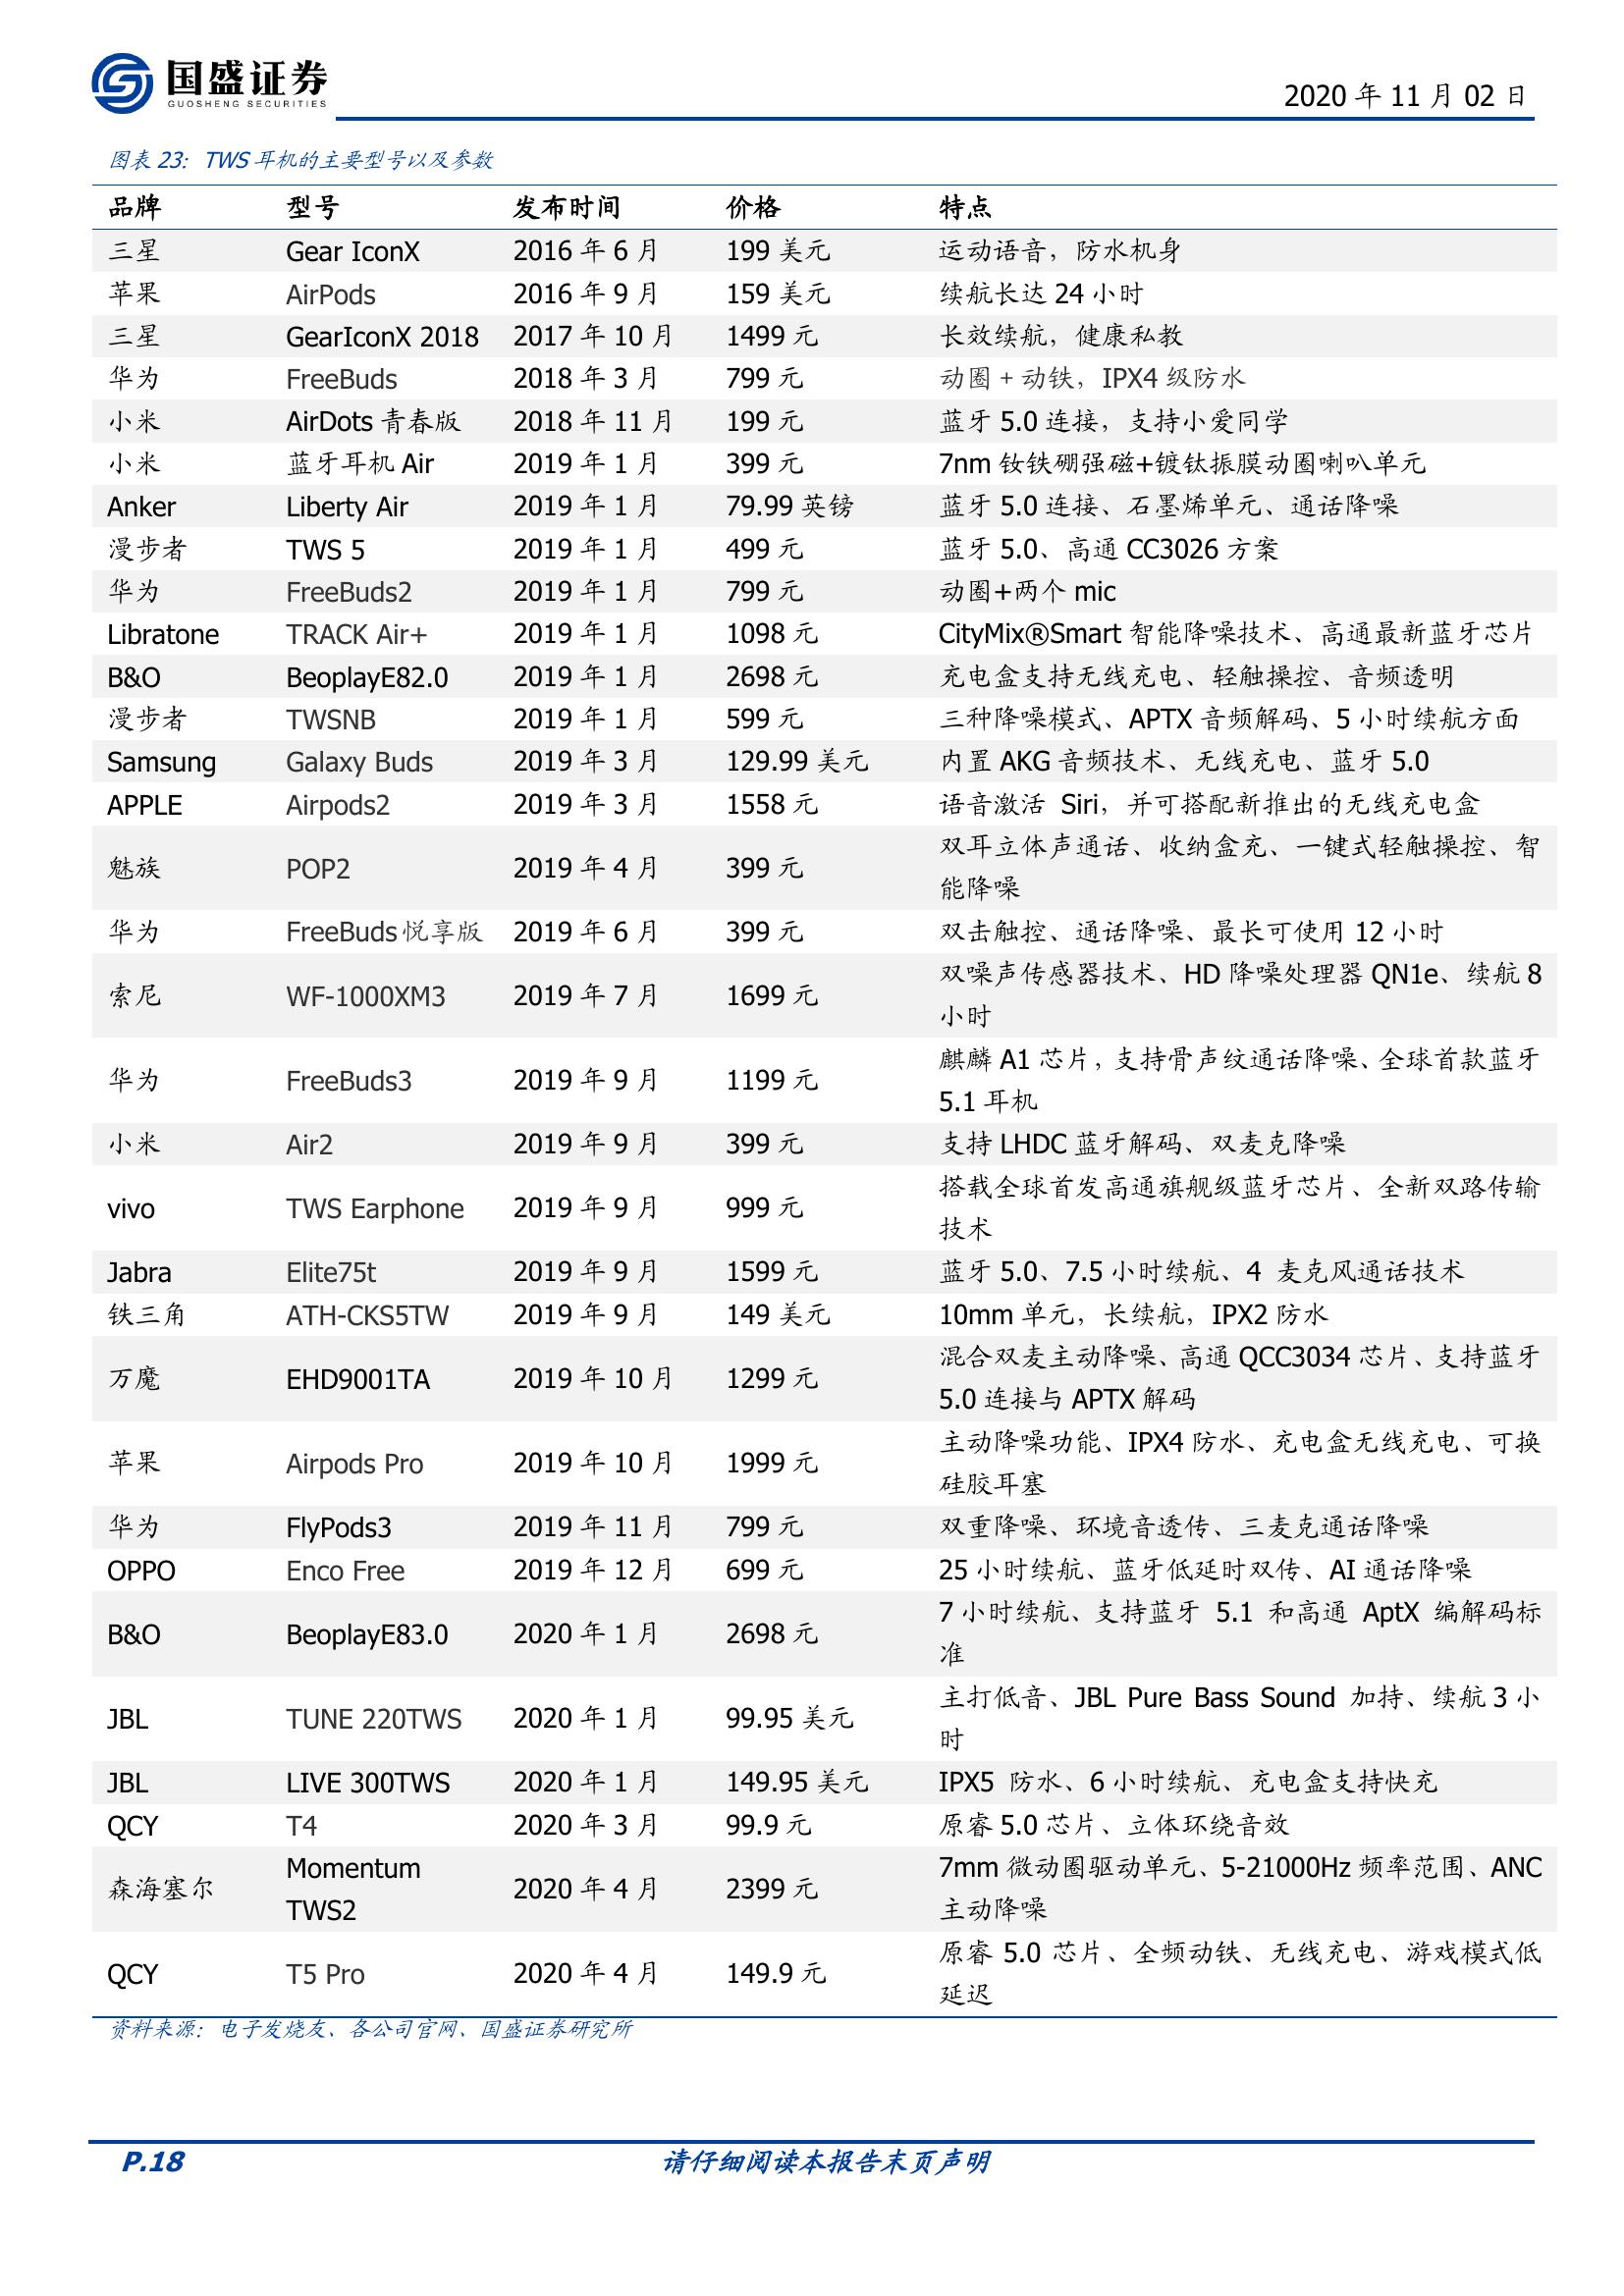 国盛证券
GUOSHENG SECURITIES
2020 年 11 月 02 日
图表 23： TWS 耳机的主要型号以及参数
品牌 型号 发布时间 价格 特点
三星 Gear IconX 2016 年 6 月 199 美元 运动语音，防水机身
苹果 AirPods 2016 年 9 月 159 美元 续航长达 24 小时
三星 GearIconX 2018 2017 年 10 月 1499 元 长效续航，健康私教
华为 FreeBuds 2018 年 3 月 799 元 动圈 + 动铁，IPX4 级防水
小米 AirDots 青春版 2018 年 11 月 199 元 蓝牙 5.0 连接，支持小爱同学
小米 蓝牙耳机 Air 2019 年 1 月 399 元 7nm 钕铁硼强磁+镀钛振膜动圈喇叭单元
Anker Liberty Air 2019 年 1 月 79.99 英镑 蓝牙 5.0 连接、石墨烯单元、通话降噪
漫步者 TWS 5 2019 年 1 月 499 元 蓝牙 5.0、高通 CC3026 方案
华为 FreeBuds2 2019 年 1 月 799 元 动圈+两个 mic
Libratone TRACK Air+ 2019 年 1 月 1098 元 CityMix®Smart 智能降噪技术、高通最新蓝牙芯片
B&O BeoplayE82.0 2019 年 1 月 2698 元 充电盒支持无线充电、轻触操控、音频透明
漫步者 TWSNB 2019 年 1 月 599 元 三种降噪模式、APTX 音频解码、5 小时续航方面
Samsung Galaxy Buds 2019 年 3 月 129.99 美元 内置 AKG 音频技术、无线充电、蓝牙 5.0
APPLE Airpods2 2019 年 3 月 1558 元 语音激活 Siri，并可搭配新推出的无线充电盒
魅族 POP2 2019 年 4 月 399 元 双耳立体声通话、收纳盒充、一键式轻触操控、智
能降噪
华为 FreeBuds 悦享版 2019 年 6 月 399 元 双击触控、通话降噪、最长可使用 12 小时
索尼 WF-1000XM3 2019 年 7 月 1699 元 双噪声传感器技术、HD 降噪处理器 QN1e、续航 8
小时
华为 FreeBuds3 2019 年 9 月 1199 元 麒麟 A1 芯片，支持骨声纹通话降噪、全球首款蓝牙
5.1 耳机
小米 Air2 2019 年 9 月 399 元 支持 LHDC 蓝牙解码、双麦克降噪
vivo TWS Earphone 2019 年 9 月 999 元 搭载全球首发高通旗舰级蓝牙芯片、全新双路传输
技术
Jabra Elite75t 2019 年 9 月 1599 元 蓝牙 5.0、7.5 小时续航、4 麦克风通话技术
铁三角 ATH-CKS5TW 2019 年 9 月 149 美元 10mm 单元，长续航，IPX2 防水
万魔 EHD9001TA 2019 年 10 月 1299 元 混合双麦主动降噪、高通 QCC3034 芯片、支持蓝牙
5.0 连接与 APTX 解码
苹果 Airpods Pro 2019 年 10 月 1999 元 主动降噪功能、IPX4 防水、充电盒无线充电、可换
硅胶耳塞
华为 FlyPods3 2019 年 11 月 799 元 双重降噪、环境音透传、三麦克通话降噪
OPPO Enco Free 2019 年 12 月 699 元 25 小时续航、蓝牙低延时双传、AI 通话降噪
B&O BeoplayE83.0 2020 年 1 月 2698 元 7 小时续航、支持蓝牙 5.1 和高通 AptX 编解码标
准
JBL TUNE 220TWS 2020 年 1 月 99.95 美元 主打低音、JBL Pure Bass Sound 加持、续航 3 小
时
JBL LIVE 300TWS 2020 年 1 月 149.95 美元 IPX5 防水、6 小时续航、充电盒支持快充
QCY T4 2020 年 3 月 99.9 元 原睿 5.0 芯片、立体环绕音效
森海塞尔 Momentum TWS2 2020 年 4 月 2399 元 7mm 微动圈驱动单元、5-21000Hz 频率范围、ANC
主动降噪
QCY T5 Pro 2020 年 4 月 149.9 元 原睿 5.0 芯片、全频动铁、无线充电、游戏模式低
延迟
资料来源：电子发烧友、各公司官网、国盛证券研究所
P.18 请仔细阅读本报告末页声明